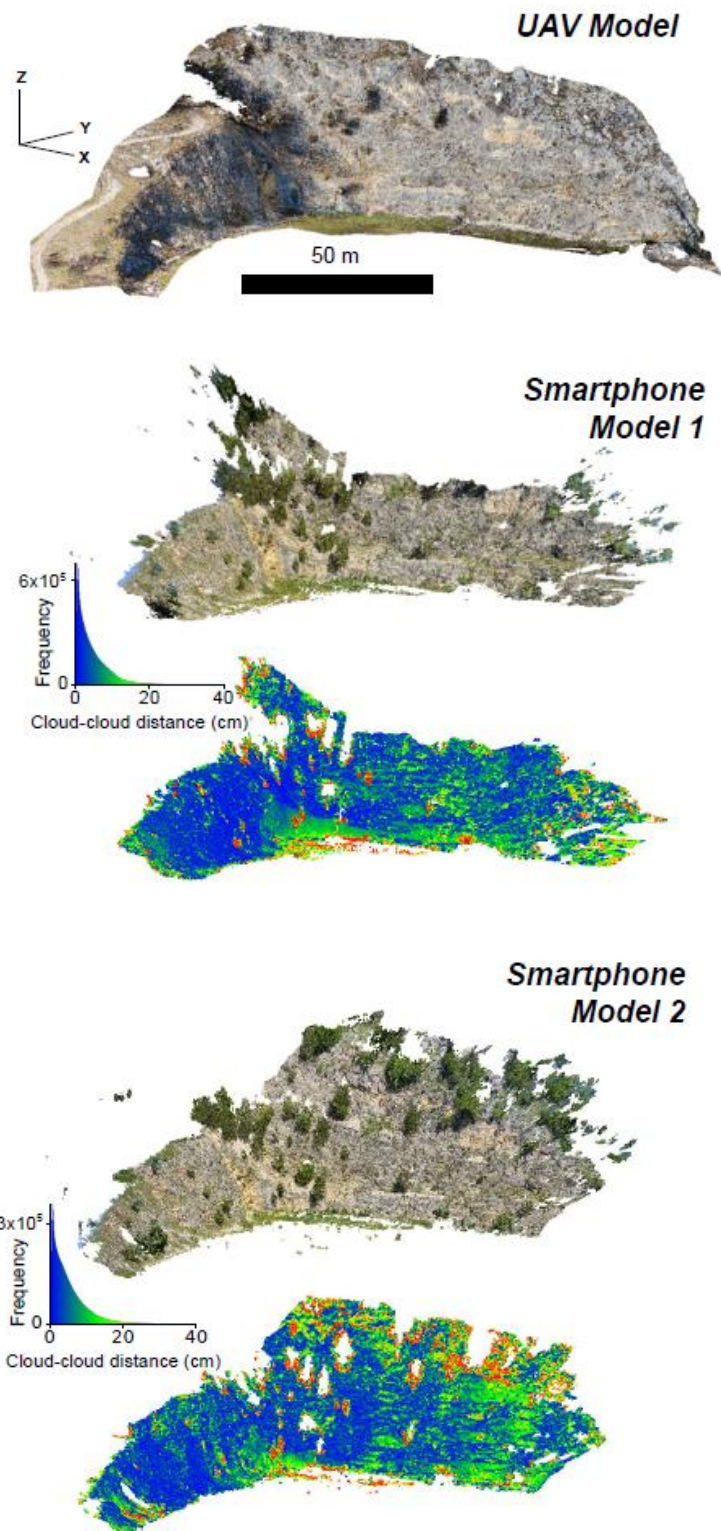 UAV Model
Z
Y
X
50 m
Smartphone
Model 1
6x10⁵
Frequency
0
0 20 40
Cloud-cloud distance (cm)
Smartphone
Model 2
3x10⁵
Frequency
0
0 20 40
Cloud-cloud distance (cm)